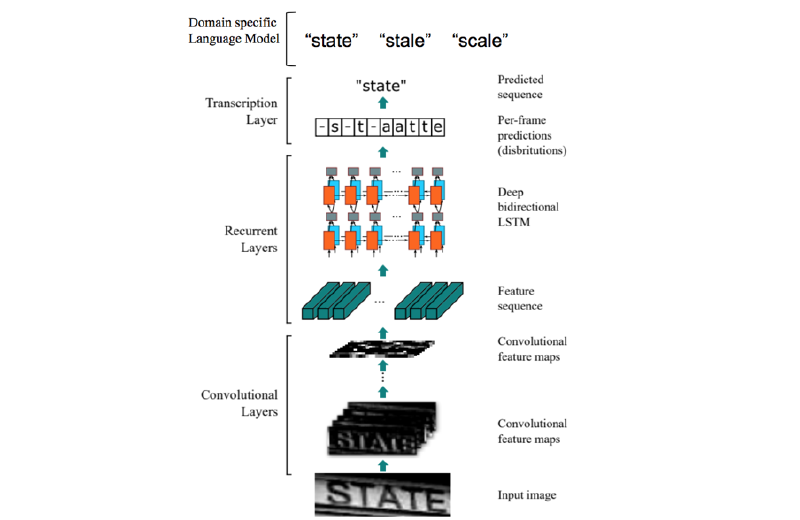 Domain specific
Language Model
“state” “stale” “scale”
Transcription
Layer
"state"
Predicted
sequence
-s-t-aatte
Per-frame
predictions
(disbritutions)
Recurrent
Layers
...
...
Deep
bidirectional
LSTM
...
Feature
sequence
Convolutional
Layers
Convolutional
feature maps
STATE
Convolutional
feature maps
STATE
Input image